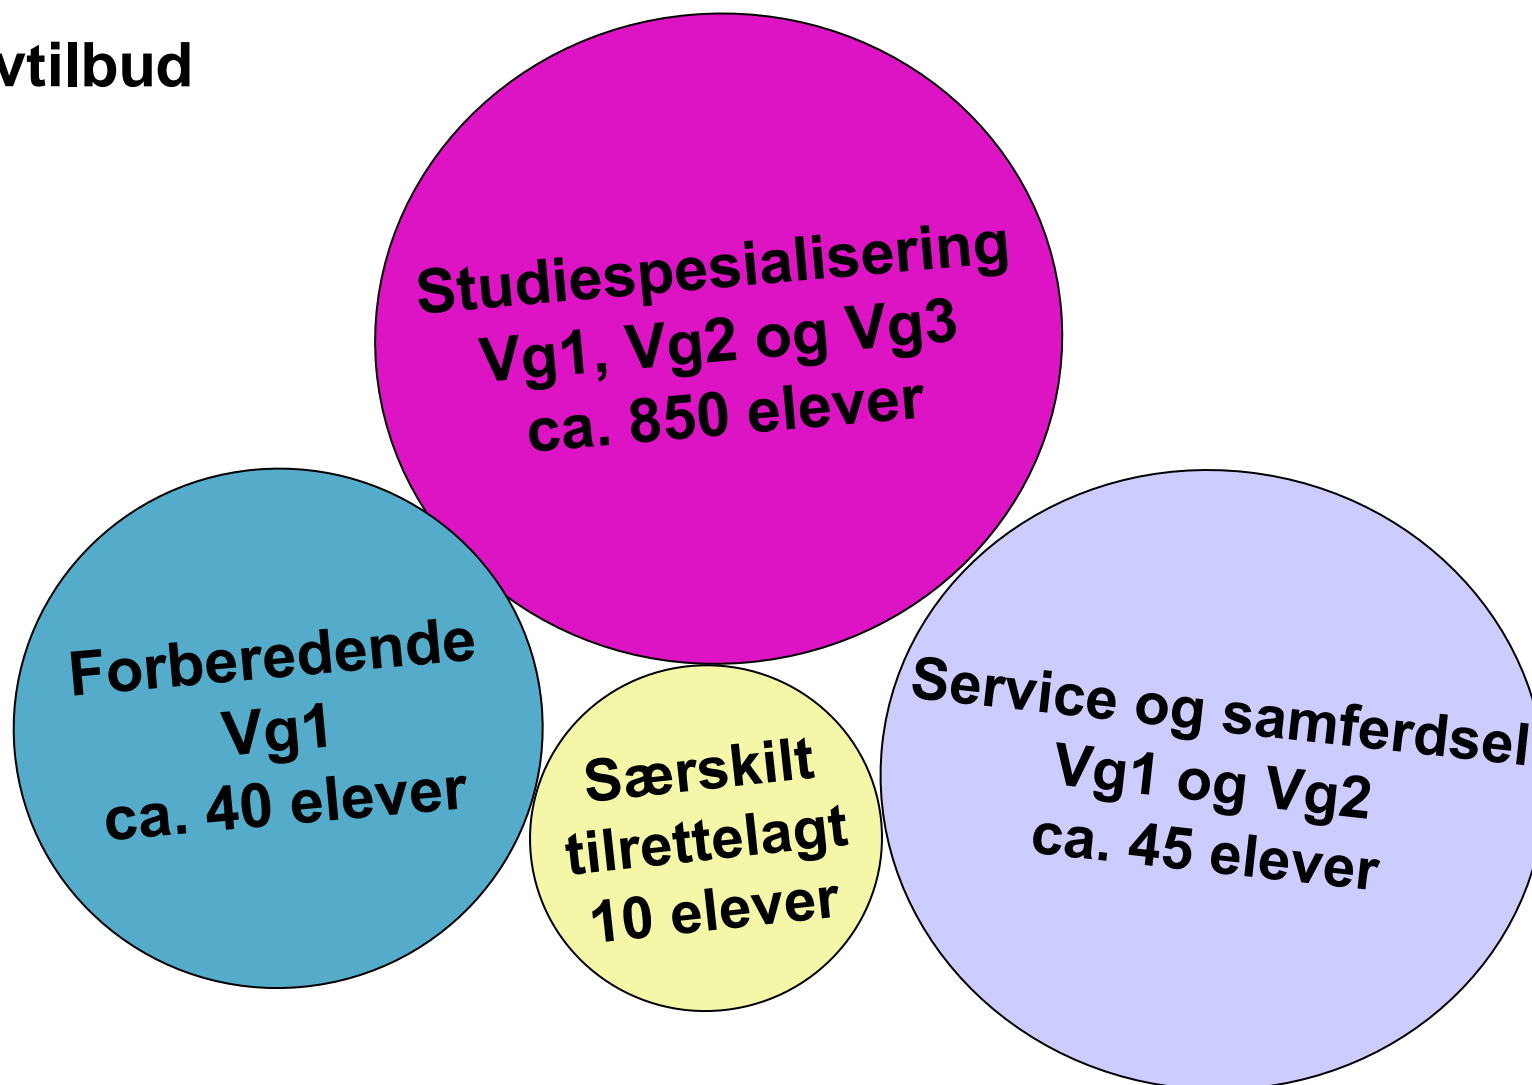 vtilbud
Studiespesialisering
Vg1, Vg2 og Vg3
ca. 850 elever
Forberedende
Vg1
ca. 40 elever
Særskilt
tilrettelagt
10 elever
Service og samferdsel
Vg1 og Vg2
ca. 45 elever